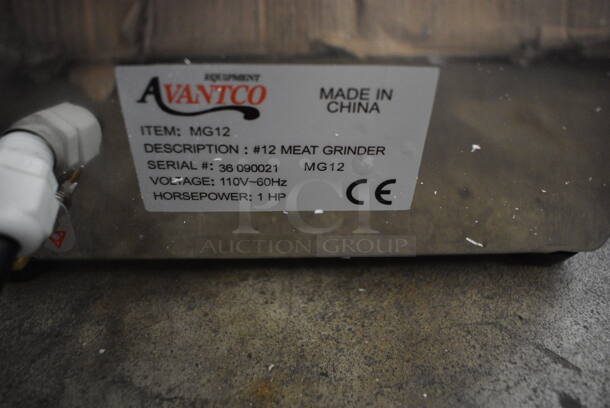 EQUIPMENT
AVANTCO
MADE IN
CHINA
ITEM: MG12
DESCRIPTION: #12 MEAT GRINDER
SERIAL #: 36 090021 MG12
VOLTAGE: 110V~60Hz
HORSEPOWER: 1 HP
CE
PCI
AUCTION GROUP